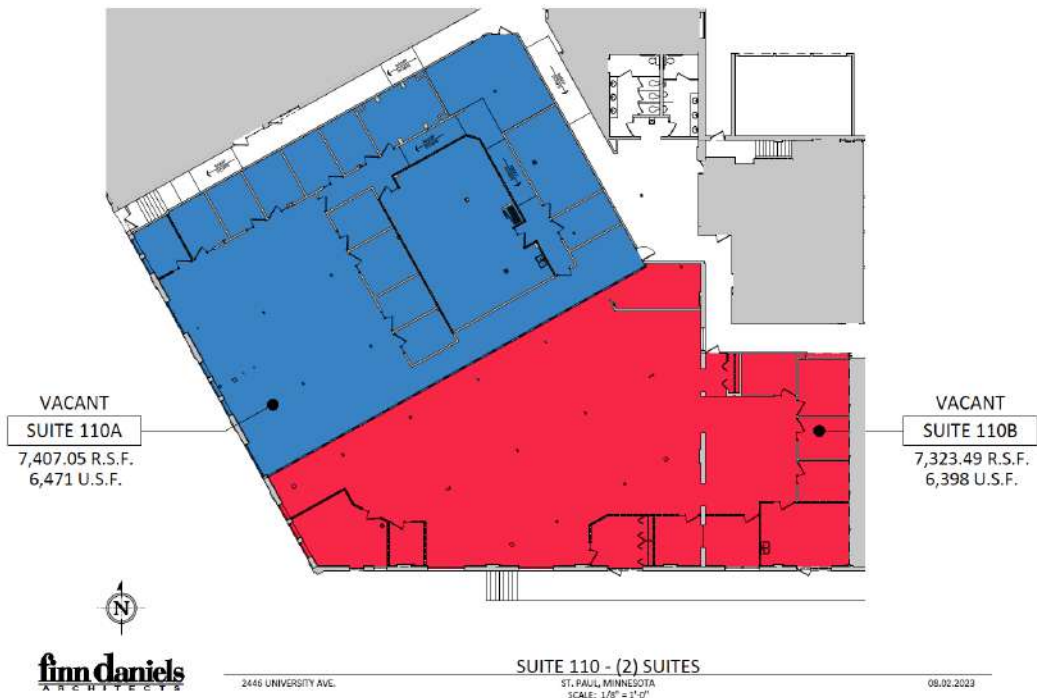 VACANT
SUITE 110A
7,407.05 R.S.F.
6,471 U.S.F.
VACANT
SUITE 110B
7,323.49 R.S.F.
6,398 U.S.F.
N
finn daniels
ARCHITECTS
2446 UNIVERSITY AVE.
SUITE 110 - (2) SUITES
ST. PAUL, MINNESOTA
SCALE: 1/8" = 1'-0"
08.02.2023